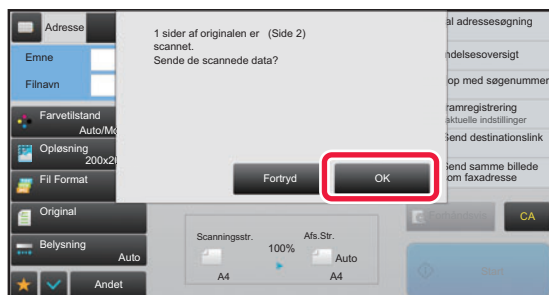 Adresse
1 sider af originalen er (Side 2)
scannet.
Sende de scannede data?
al adressesøgning
Emne
ndelsesoversigt
Filnavn
op med søgenummer
Farvetilstand
Auto/Mo
ramregistrering
aktuelle indstillinger
Send destinationslink
Opløsning
200x20
Send samme billede
om faxadresse
Fil Format
Fortryd
OK
Original
CA
Belysning
Auto
Scanningsstr.
100%
Afs.Str.
Auto
A4
A4
Andet
Start